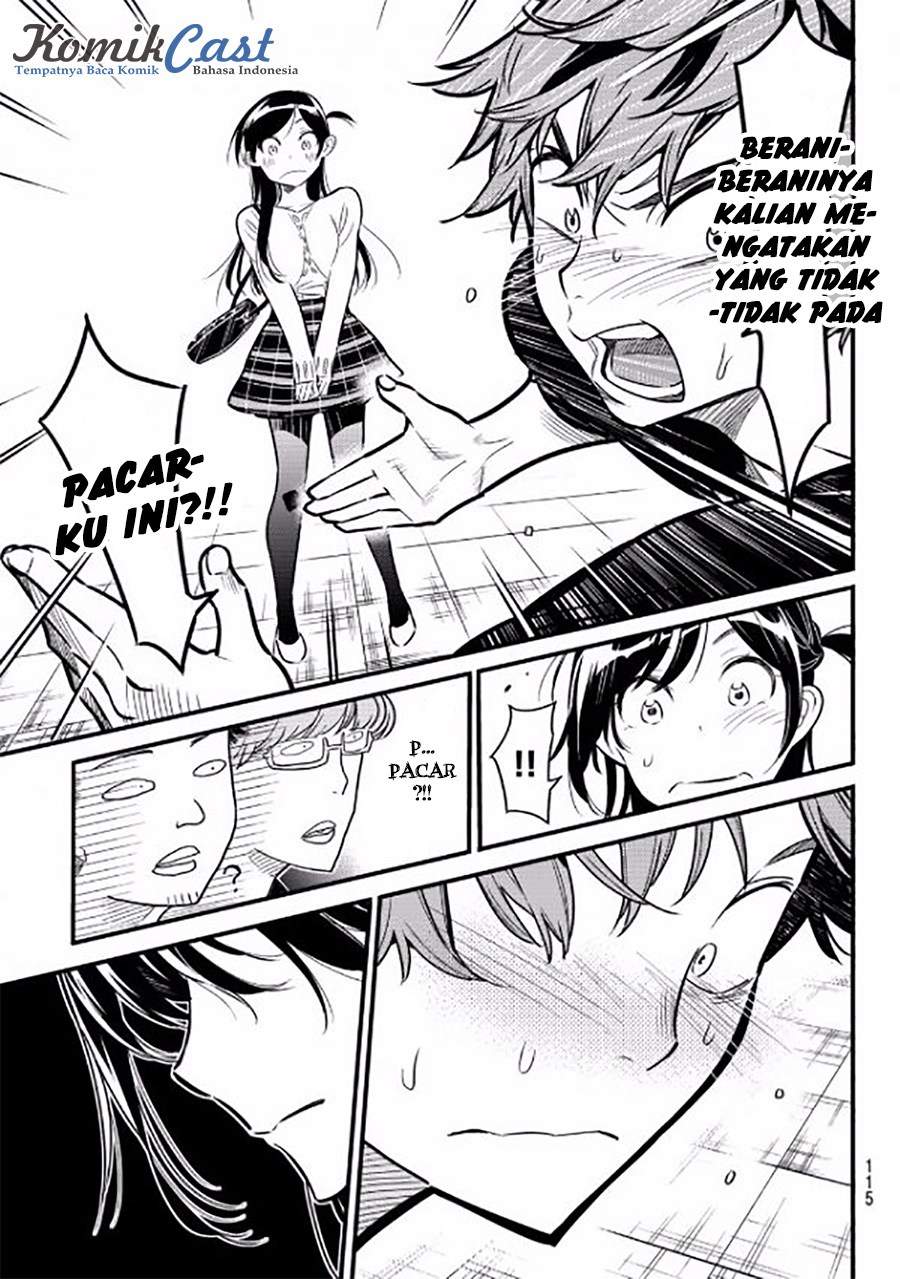 KomikCast
Tempatnya Baca Komik Bahasa Indonesia
BERANI-
BERANINYA
KALIAN ME-
NGATAKAN
YANG TIDAK
-TIDAK PADA
PACAR-
KU INI?!!
!!
P...
PACAR
?!!
?
115